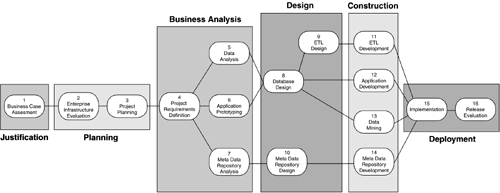 Business Analysis
Design
Construction
Justification
Planning
Deployment
1
Business Case
Assesment
2
Enterprise
Infrastructure
Evaluation
3
Project
Planning
4
Project
Requirements
Definition
5
Data
Analysis
6
Application
Prototyping
7
Meta Data
Repository
Analysis
8
Database
Design
9
ETL
Design
10
Meta Data
Repository
Design
11
ETL
Development
12
Application
Development
13
Data
Mining
14
Meta Data
Repository
Development
15
Implementation
16
Release
Evaluation